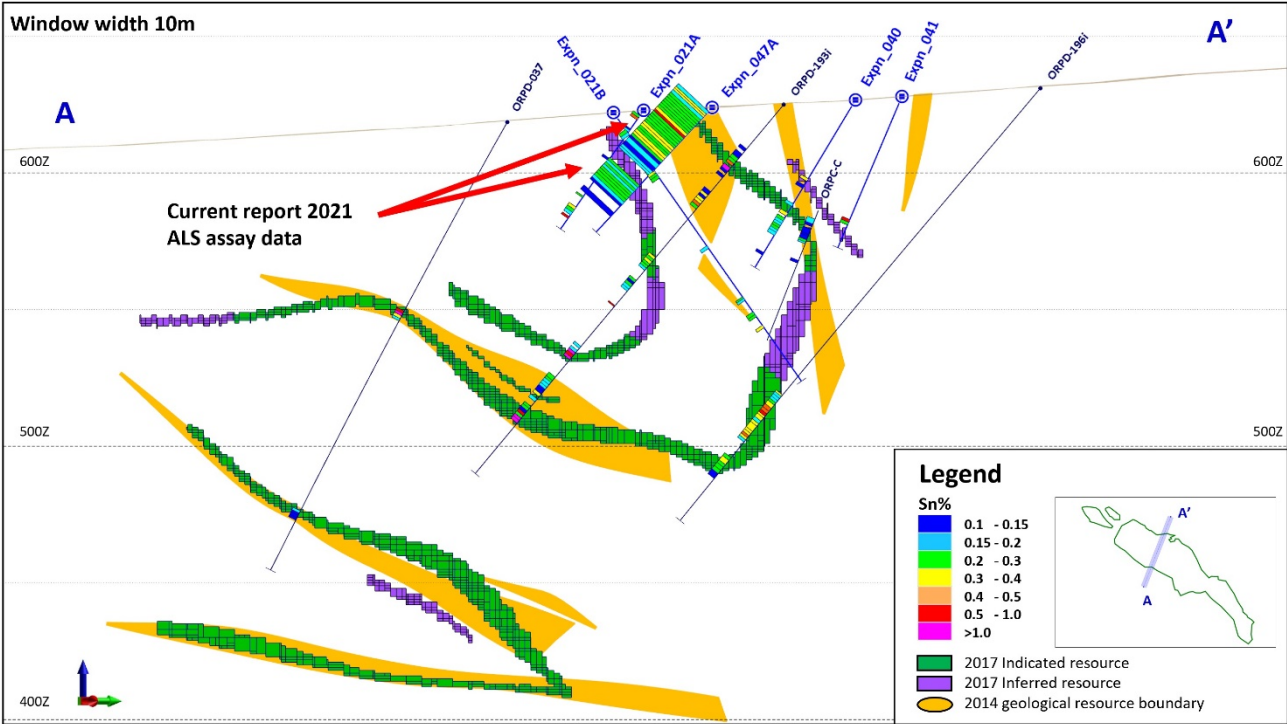 Window width 10m
A
A'
ORPD-037
Expn_021B
Expn_021A
Expn_047A
ORPD-193i
Expn_040
Expn_041
ORPD-196i
ORPC-C
600Z
600Z
Current report 2021
ALS assay data
500Z
500Z
400Z
Legend
Sn%
0.1 - 0.15
0.15 - 0.2
0.2 - 0.3
0.3 - 0.4
0.4 - 0.5
0.5 - 1.0
>1.0
A'
A
2017 Indicated resource
2017 Inferred resource
2014 geological resource boundary